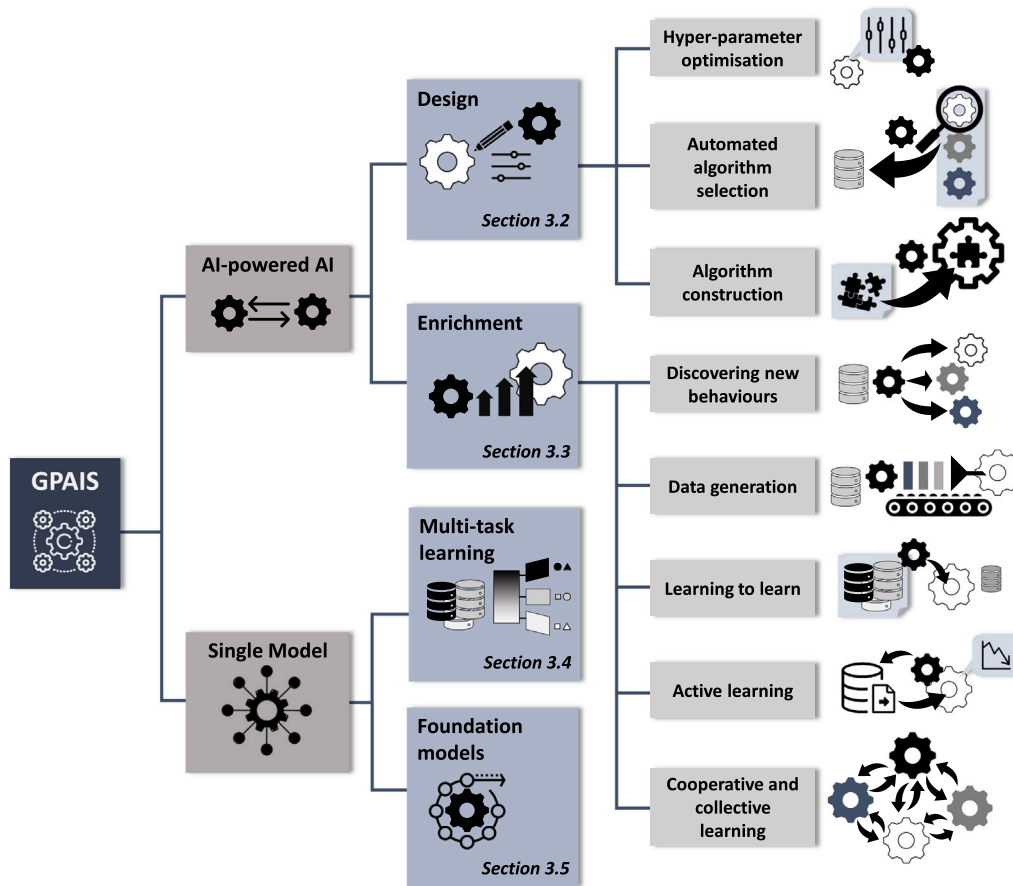 GPAIS
AI-powered AI
Single Model
Design
Section 3.2
Enrichment
Section 3.3
Multi-task
learning
Section 3.4
Foundation
models
Section 3.5
Hyper-parameter
optimisation
Automated
algorithm
selection
Algorithm
construction
Discovering new
behaviours
Data generation
Learning to learn
Active learning
Cooperative and
collective
learning